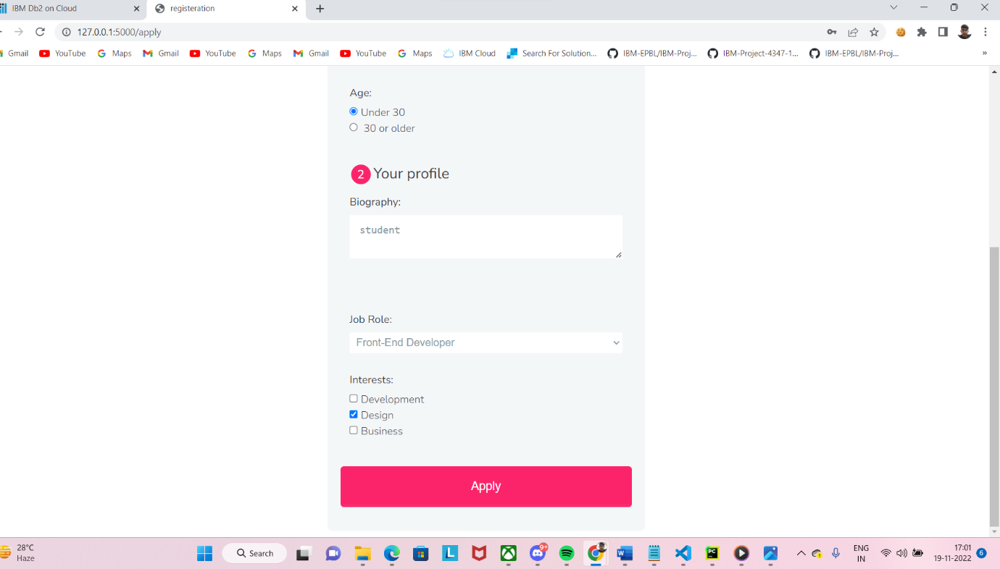 IBM Db2 on Cloud
registeration
127.0.0.1:5000/apply
Gmail YouTube Maps Gmail YouTube Maps Gmail YouTube Maps IBM Cloud Search For Solution... IBM-EPBL/IBM-Proj... IBM-Project-4347-1... IBM-EPBL/IBM-Proj... »
Age:
Under 30
30 or older
2 Your profile
Biography:
student
Job Role:
Front-End Developer
Interests:
Development
Design
Business
Apply
28°C
Haze
Search
L
9+
W
PC
ENG
IN
17:01
19-11-2022
6